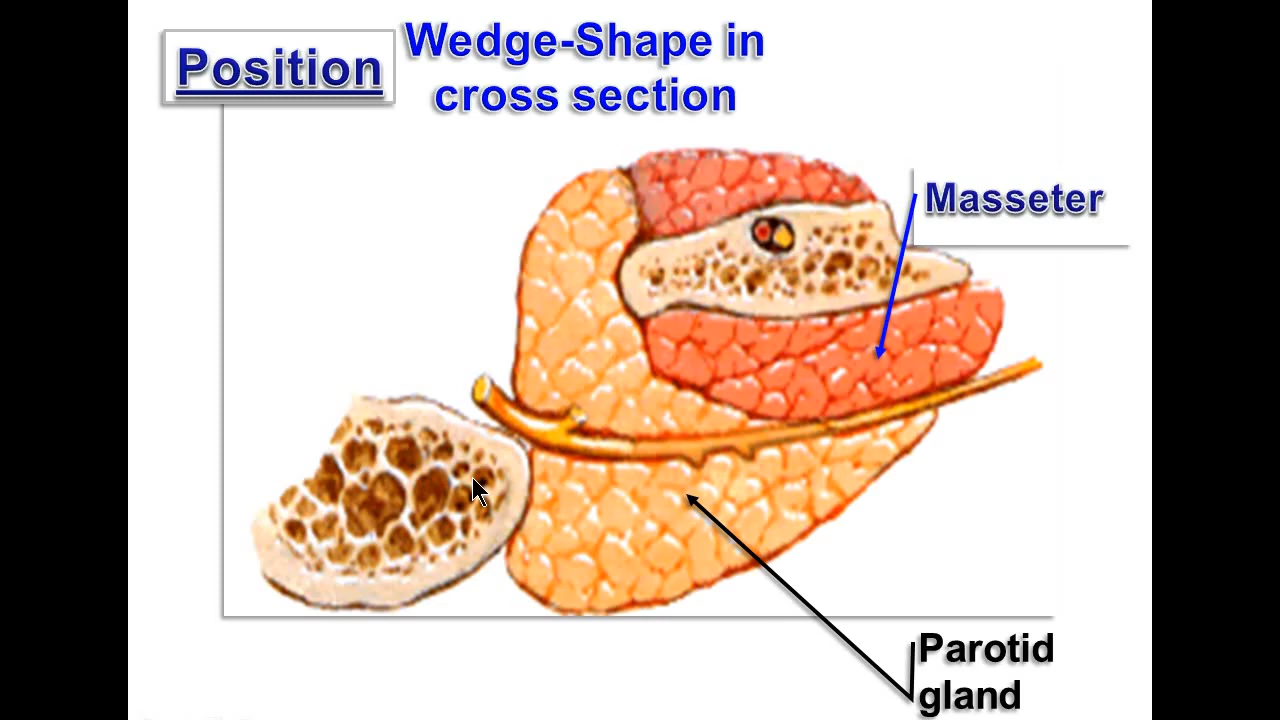 Position
Wedge-Shape in
cross section
Masseter
Parotid
gland